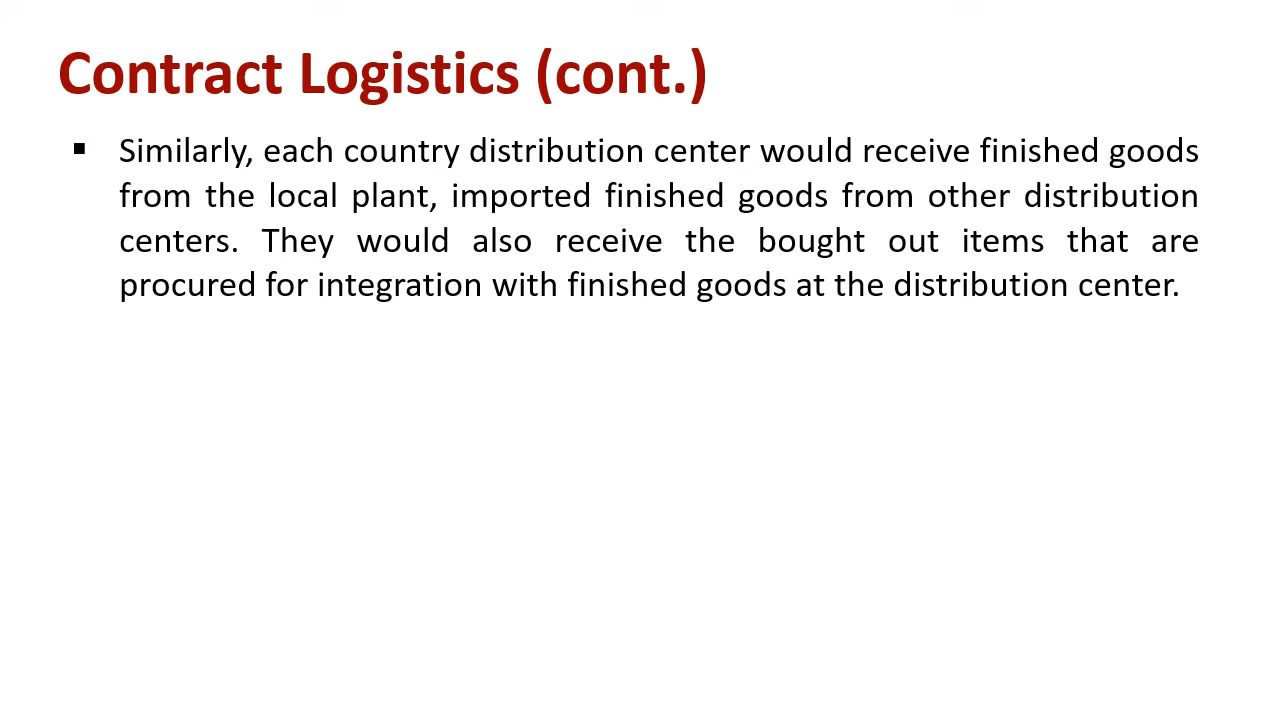 Contract Logistics (cont.)
▪ Similarly, each country distribution center would receive finished goods
from the local plant, imported finished goods from other distribution
centers. They would also receive the bought out items that are
procured for integration with finished goods at the distribution center.